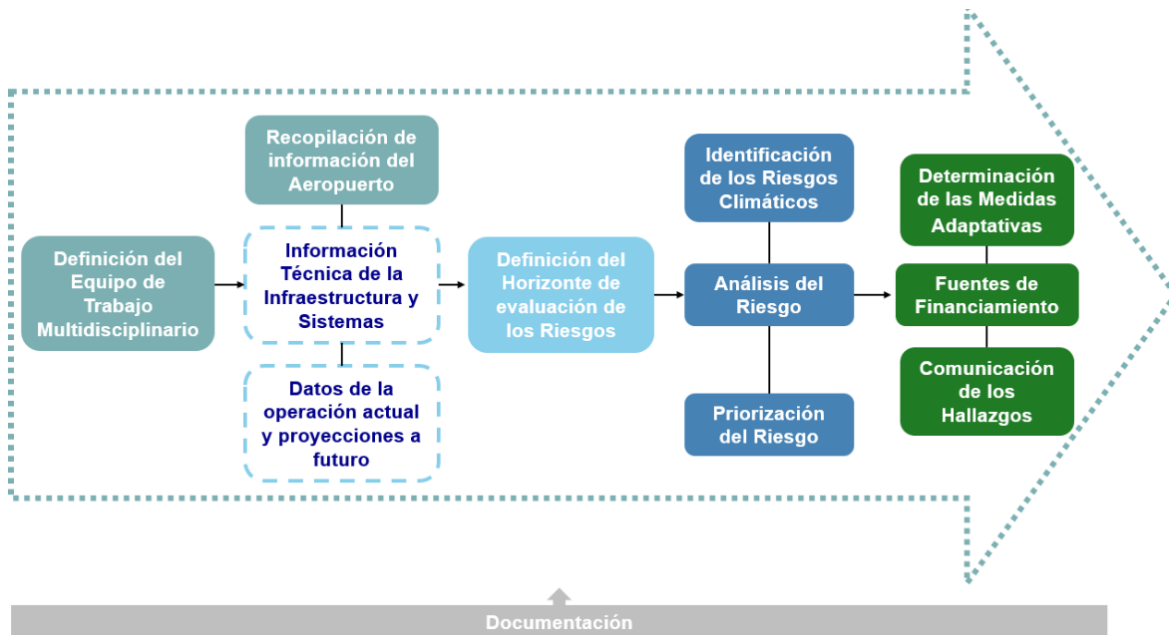 Definición del
Equipo de
Trabajo
Multidisciplinario
Recopilación de
información del
Aeropuerto
Información
Técnica de la
Infraestructura y
Sistemas
Datos de la
operación actual
y proyecciones a
futuro
Definición del
Horizonte de
evaluación de
los Riesgos
Identificación
de los Riesgos
Climáticos
Análisis del
Riesgo
Priorización
del Riesgo
Determinación
de las Medidas
Adaptativas
Fuentes de
Financiamiento
Comunicación
de los
Hallazgos
Documentación